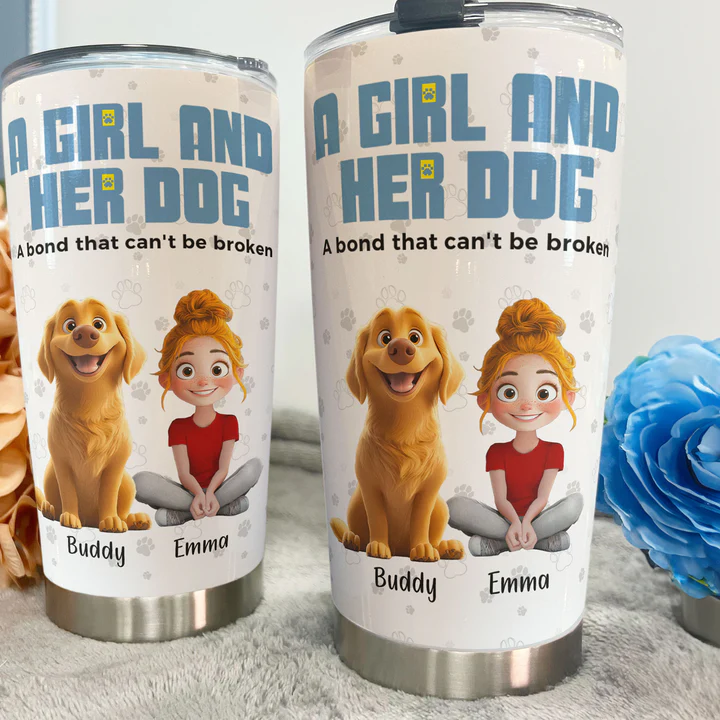 A GIRL AND
HER DOG
A bond that can't be broken
Buddy
Emma
A GIRL AND
HER DOG
A bond that can't be broken
Buddy
Emma